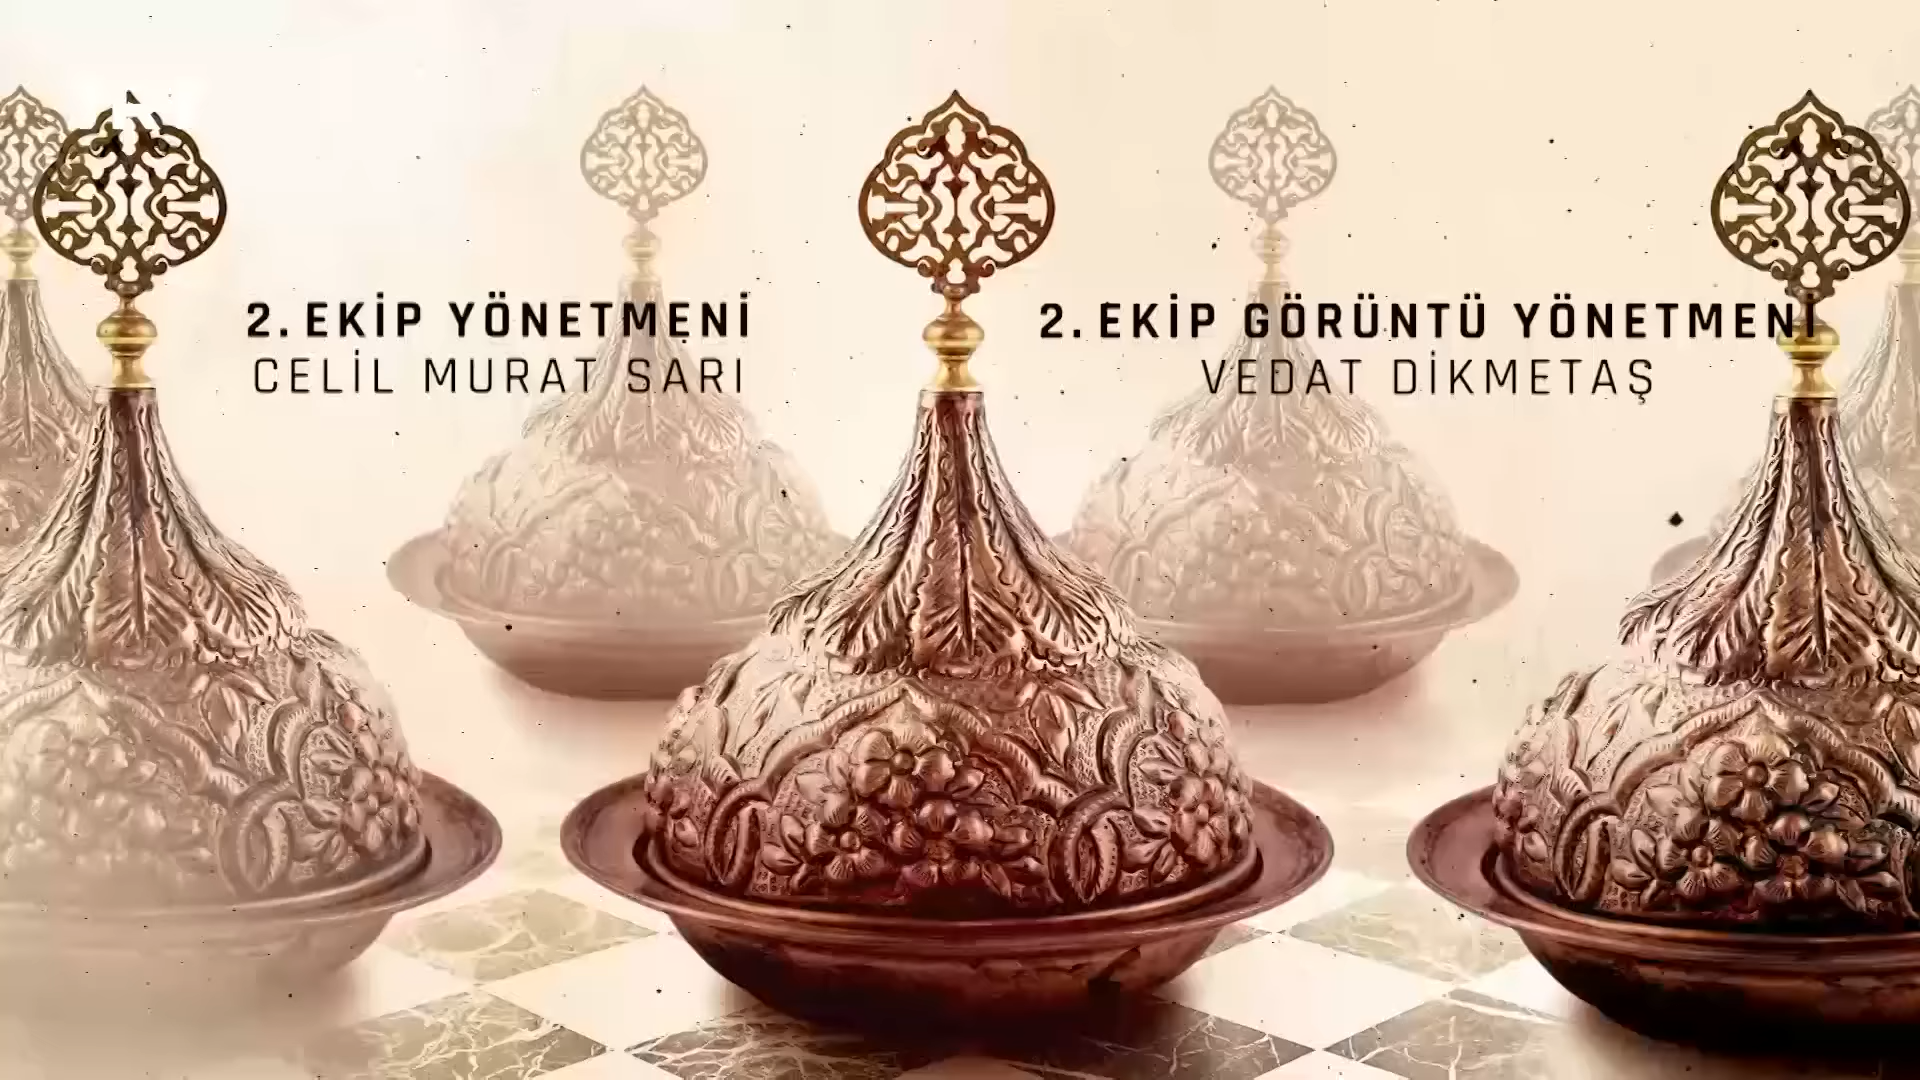 2. EKİP YÖNETMENİ
CELİL MURAT SARI
2. EKİP GÖRÜNTÜ YÖNETMENİ
VEDAT DİKMETAŞ